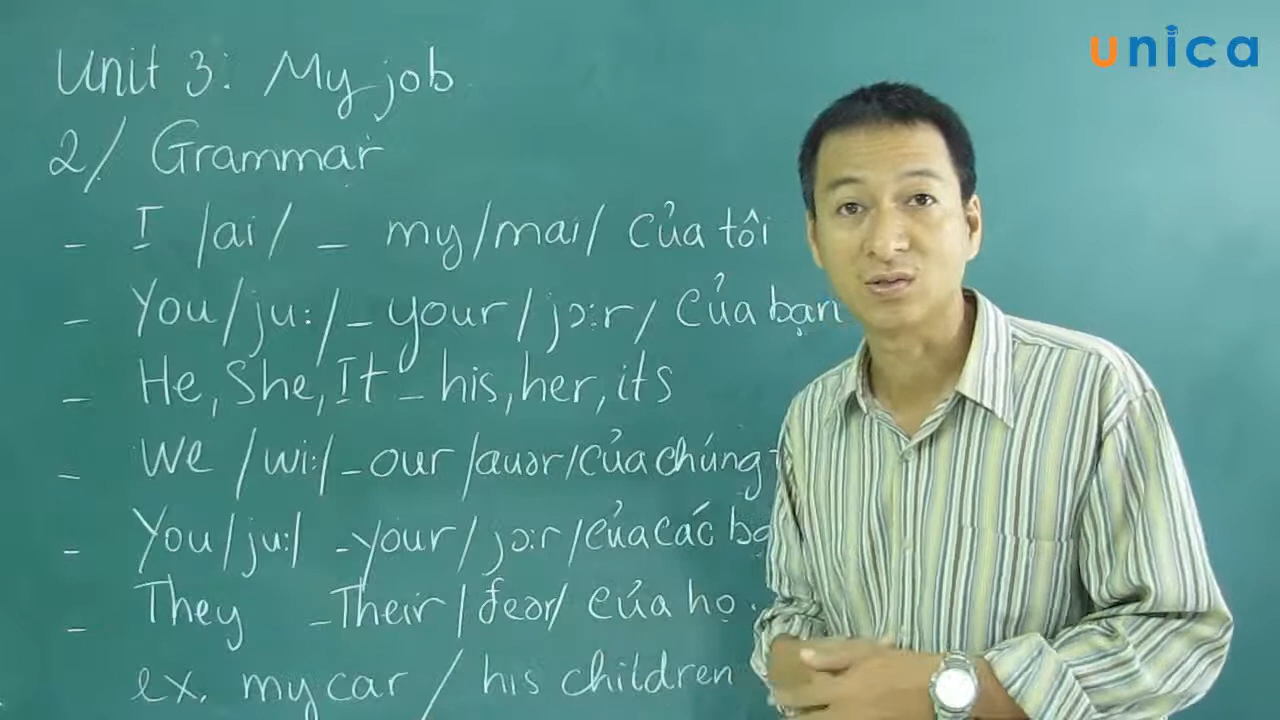 unica
Unit 3: My job
2/ Grammar
- I /ai/ - my /mai/ của tôi
- You /ju:/ - your /jɔ:r/ của bạn
- He, She, It - his, her, its
- We /wi:/ - our /auər/ của chúng
- You /ju:/ - your /jɔ:r/ của các
- They - Their /đeər/ của họ.
ex. my car / his children